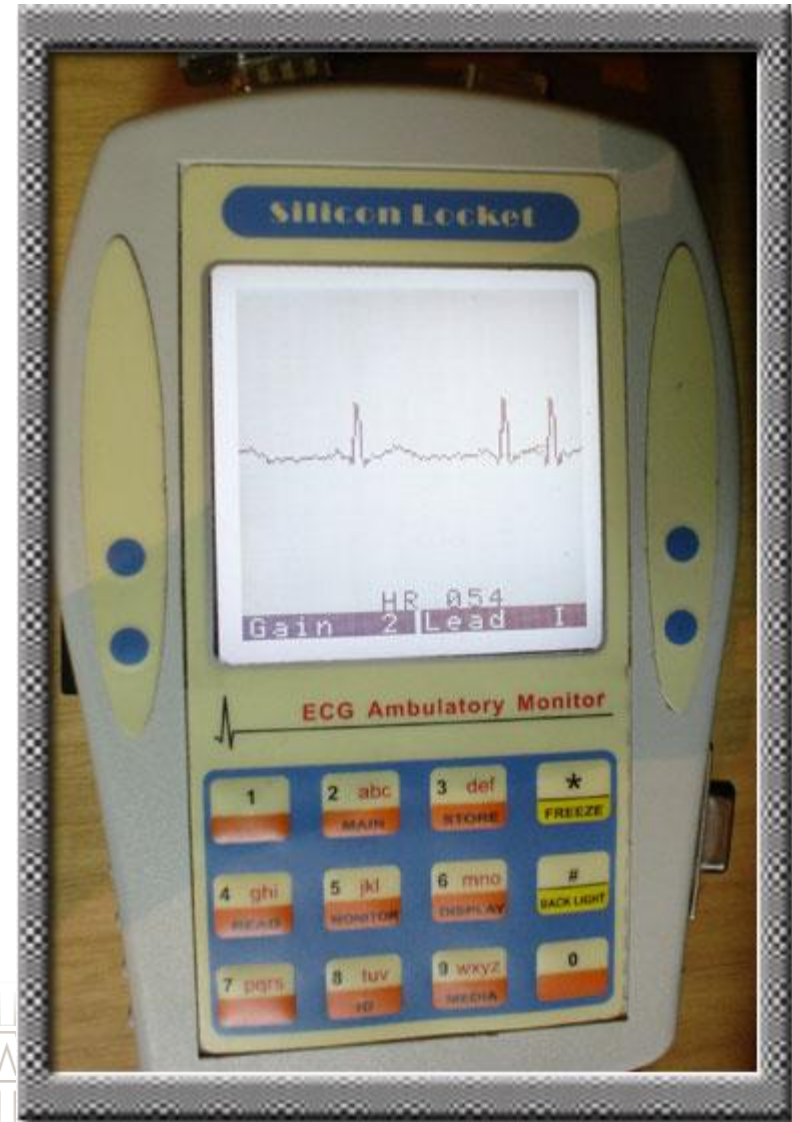 Silicon Locket
HR 054
Gain 2 Lead I
ECG Ambulatory Monitor
1
2 abc
MAIN
3 def
STORE
*
FREEZE
4 ghi
READ
5 jkl
MONITOR
6 mno
DISPLAY
#
BACK LIGHT
7 pqrs
8 tuv
ID
9 wxyz
MEDIA
0